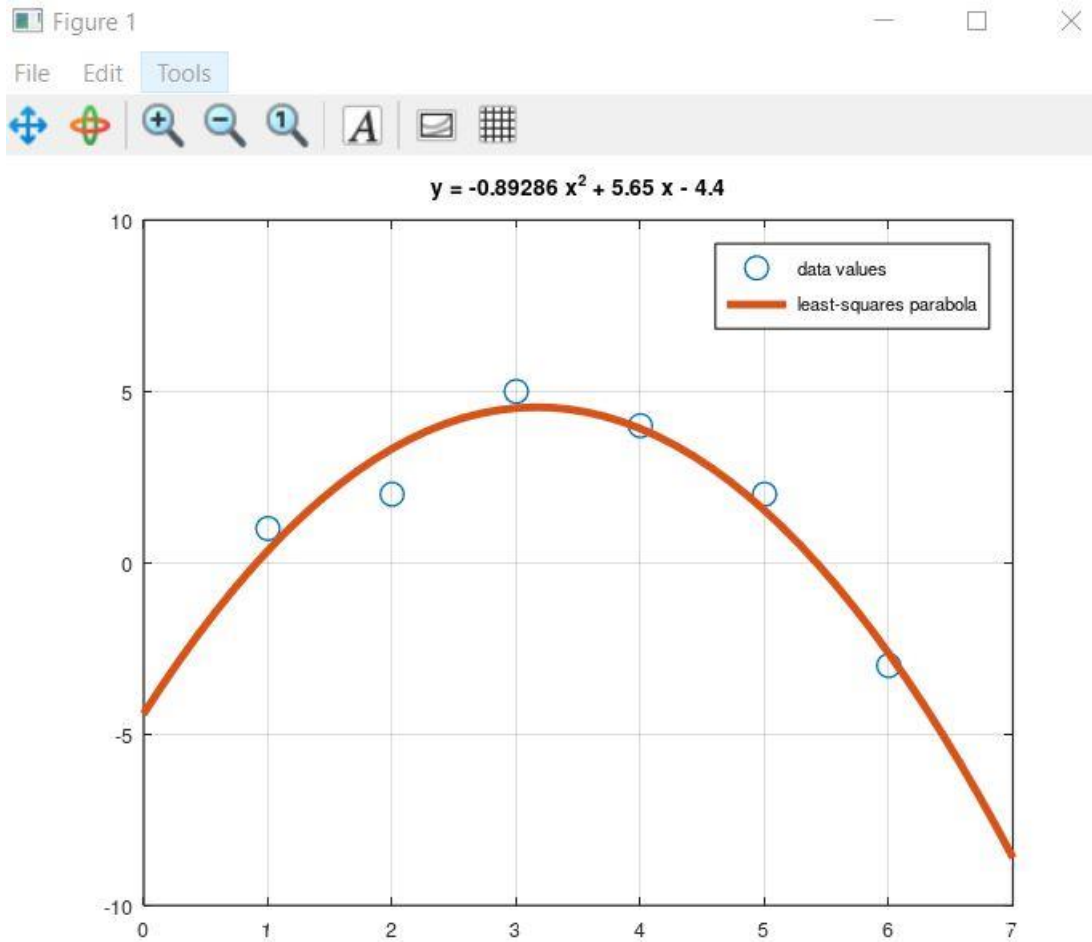 Figure 1
File Edit Tools
1 A
y = -0.89286 x² + 5.65 x - 4.4
data values
least-squares parabola
10
5
0
-5
-10
0 1 2 3 4 5 6 7